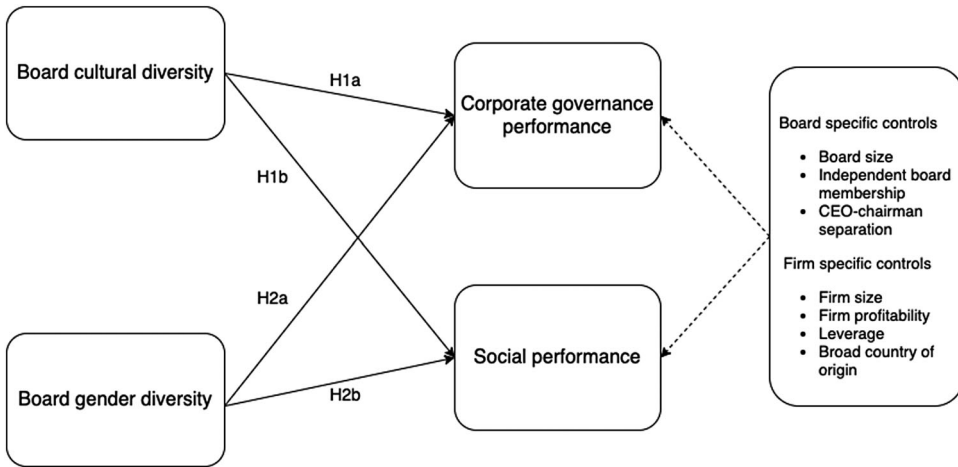 Board cultural diversity
H1a
Corporate governance
performance
H1b
H2a
Board gender diversity
H2b
Social performance
Board specific controls
• Board size
• Independent board
membership
• CEO-chairman
separation
Firm specific controls
• Firm size
• Firm profitability
• Leverage
• Broad country of
origin